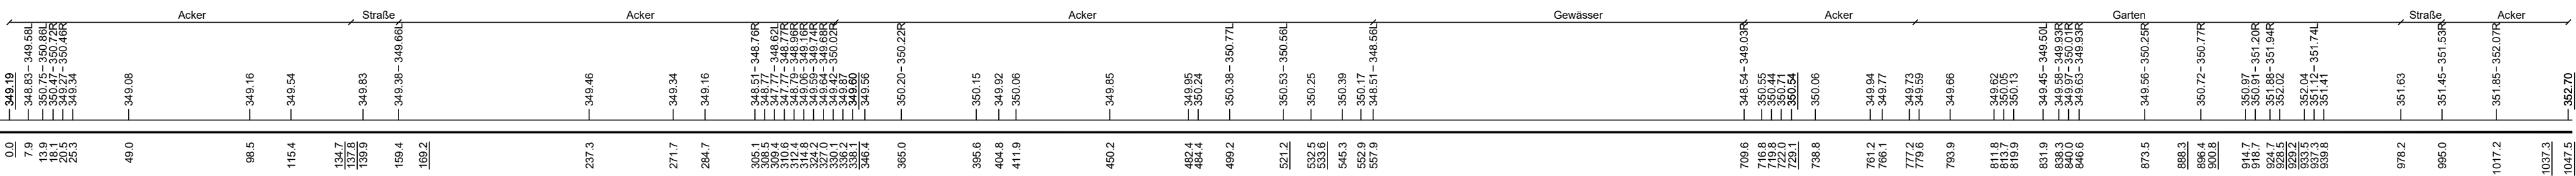 Acker Straße Acker Acker Gewässer Acker Garten Straße Acker
349.19 348.83 – 349.58L 350.75 – 350.86L 350.47 – 350.72R 349.27 – 350.46R 349.34 349.08 349.16 349.54 349.83 349.38 – 349.66L 349.46 349.34 349.16 348.51 – 348.76R 348.77 347.77 – 348.62L 347.77 – 348.77R 348.79 – 348.96R 349.06 – 349.16R 349.59 – 349.74R 349.64 – 349.68R 349.42 – 350.02R 349.87 349.60 349.56 350.20 – 350.22R 350.15 349.92 350.06 349.85 349.95 350.24 350.38 – 350.77L 350.53 – 350.56L 350.25 350.39 350.17 348.51 – 348.56L 348.54 – 349.03R 350.55 350.44 350.71 350.54 350.06 349.94 349.77 349.73 349.59 349.66 349.62 350.05 350.13 349.45 – 349.50L 349.58 – 349.93R 349.97 – 350.01R 349.63 – 349.93R 349.56 – 350.25R 350.72 – 350.77R 350.97 350.91 – 351.20R 351.88 – 351.94R 352.02 352.04 351.12 – 351.74L 351.41 351.63 351.45 – 351.53R 351.85 – 352.07R 352.70
0.0 7.9 13.9 18.1 20.5 25.3 49.0 98.5 115.4 134.7 137.8 139.9 159.4 169.2 237.3 271.7 284.7 305.1 308.5 309.4 310.6 312.4 314.8 324.2 327.0 330.1 336.2 338.1 346.4 365.0 395.6 404.8 411.9 450.2 482.4 484.4 499.2 521.2 532.5 533.9 545.3 552.9 557.9 709.6 716.8 719.8 722.0 729.1 738.8 761.2 766.1 777.2 779.6 793.9 811.8 813.7 819.9 831.9 838.3 840.0 846.6 873.5 888.3 896.4 900.8 914.7 918.7 924.7 928.5 929.2 933.5 937.3 939.8 978.2 995.0 1017.2 1037.3 1047.5